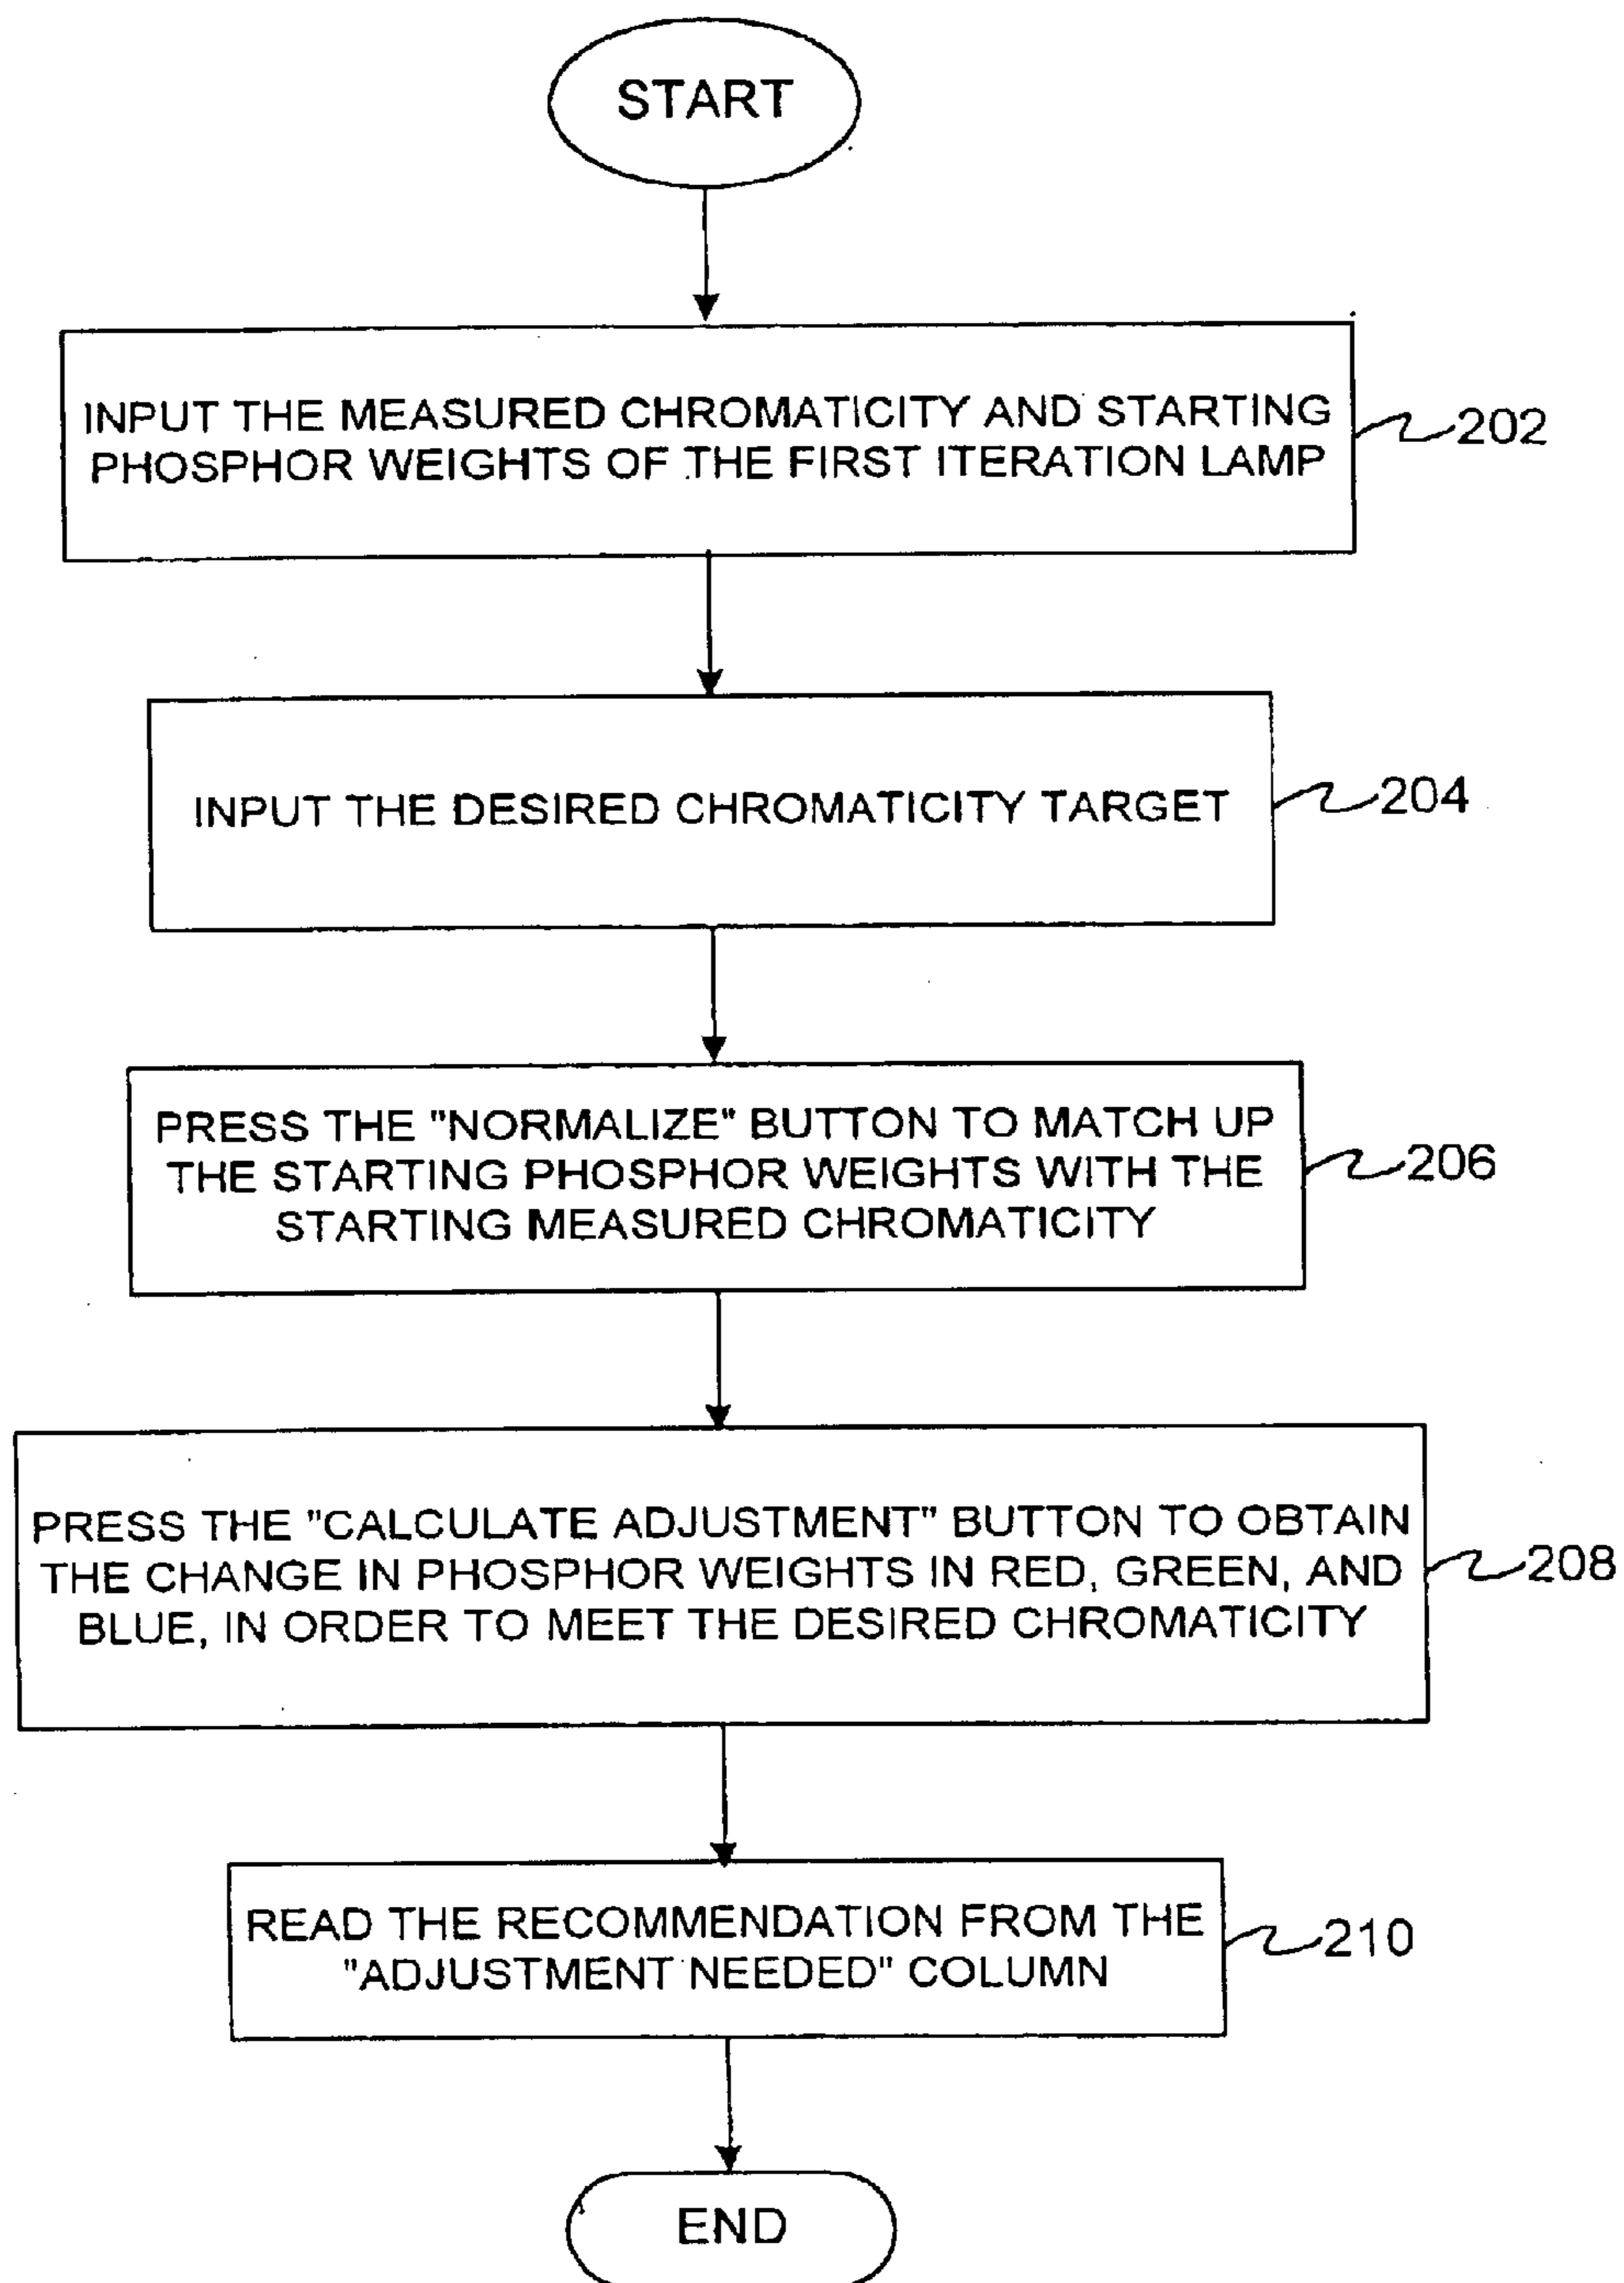 START
INPUT THE MEASURED CHROMATICITY AND STARTING
PHOSPHOR WEIGHTS OF THE FIRST ITERATION LAMP
202
INPUT THE DESIRED CHROMATICITY TARGET
204
PRESS THE "NORMALIZE" BUTTON TO MATCH UP
THE STARTING PHOSPHOR WEIGHTS WITH THE
STARTING MEASURED CHROMATICITY
206
PRESS THE "CALCULATE ADJUSTMENT" BUTTON TO OBTAIN
THE CHANGE IN PHOSPHOR WEIGHTS IN RED, GREEN, AND
BLUE, IN ORDER TO MEET THE DESIRED CHROMATICITY
208
READ THE RECOMMENDATION FROM THE
"ADJUSTMENT NEEDED" COLUMN
210
END